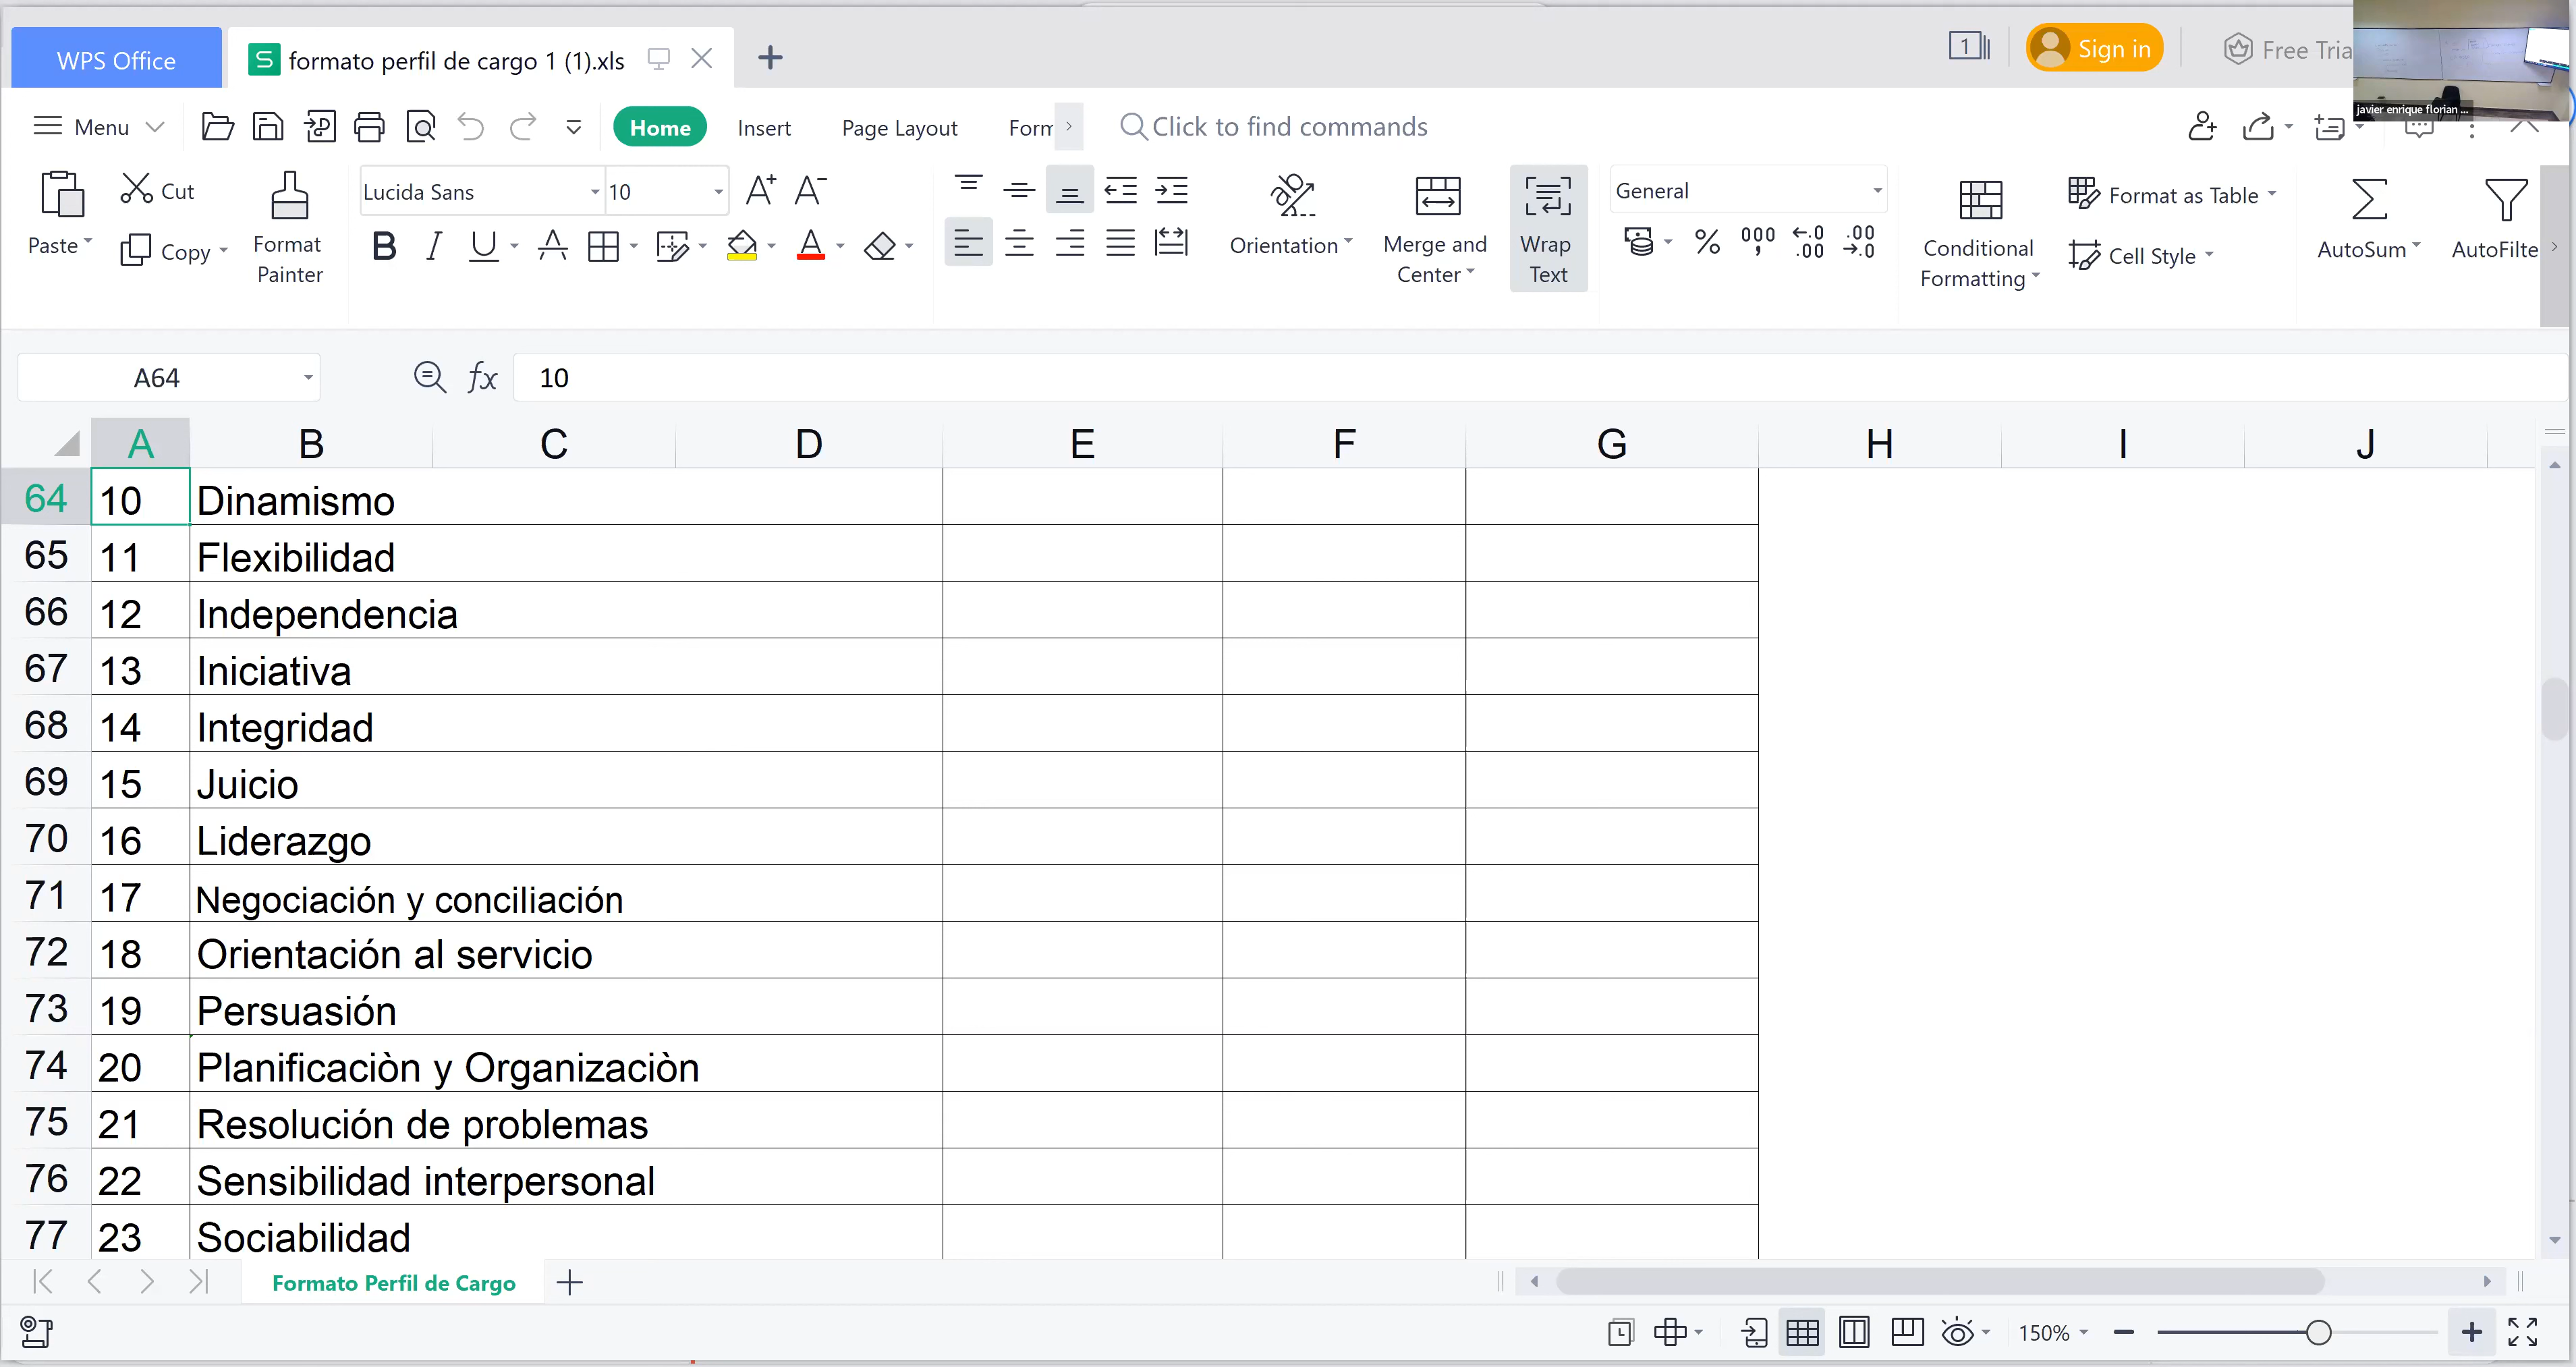 WPS Office
S formato perfil de cargo 1 (1).xls
1
Sign in
Free Tria
javier enrique florian ...
Menu
Home
Insert
Page Layout
Form
Click to find commands
Paste
Cut
Copy
Format
Painter
Lucida Sans
10
Orientation
Merge and
Center
Wrap
Text
General
Conditional
Formatting
Format as Table
Cell Style
AutoSum
AutoFilte
A64
fx
10
A B C D E F G H I J
64 10 Dinamismo
65 11 Flexibilidad
66 12 Independencia
67 13 Iniciativa
68 14 Integridad
69 15 Juicio
70 16 Liderazgo
71 17 Negociación y conciliación
72 18 Orientación al servicio
73 19 Persuasión
74 20 Planificaciòn y Organizaciòn
75 21 Resolución de problemas
76 22 Sensibilidad interpersonal
77 23 Sociabilidad
Formato Perfil de Cargo
150%